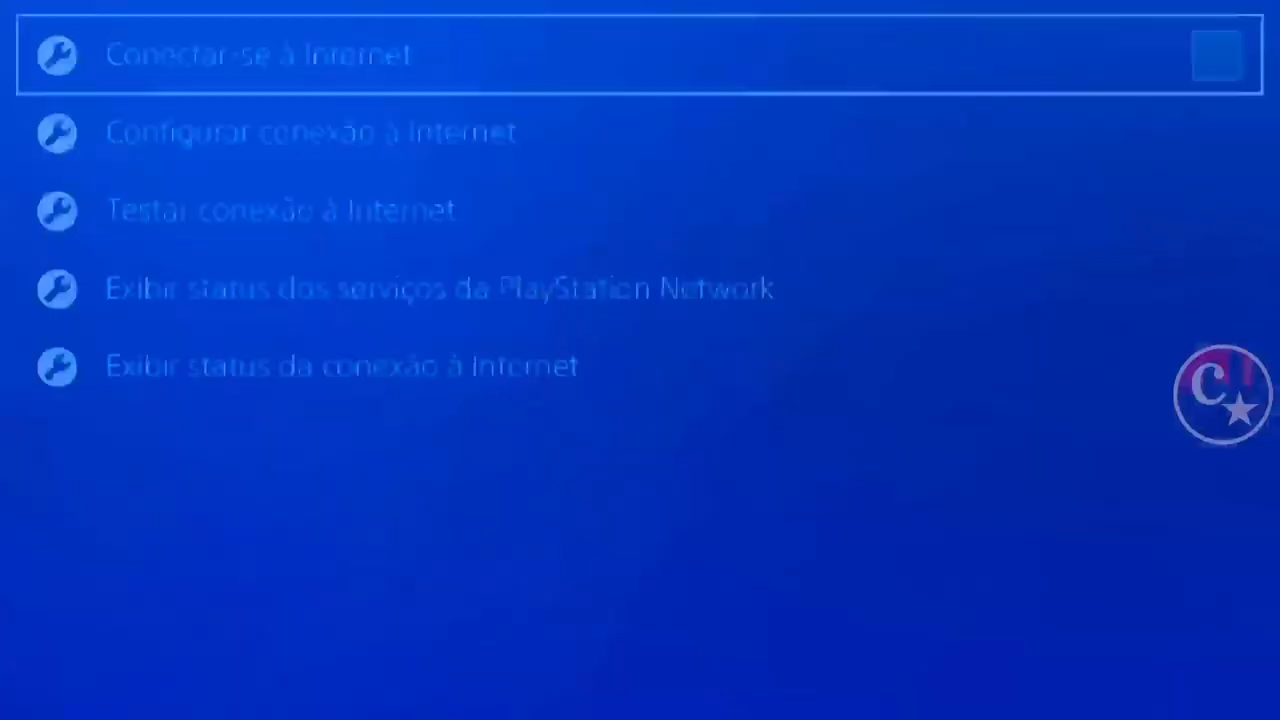 Conectar-se à Internet
Configurar conexão à Internet
Testar conexão à Internet
Exibir status dos serviços da PlayStation Network
Exibir status da conexão à Internet
C